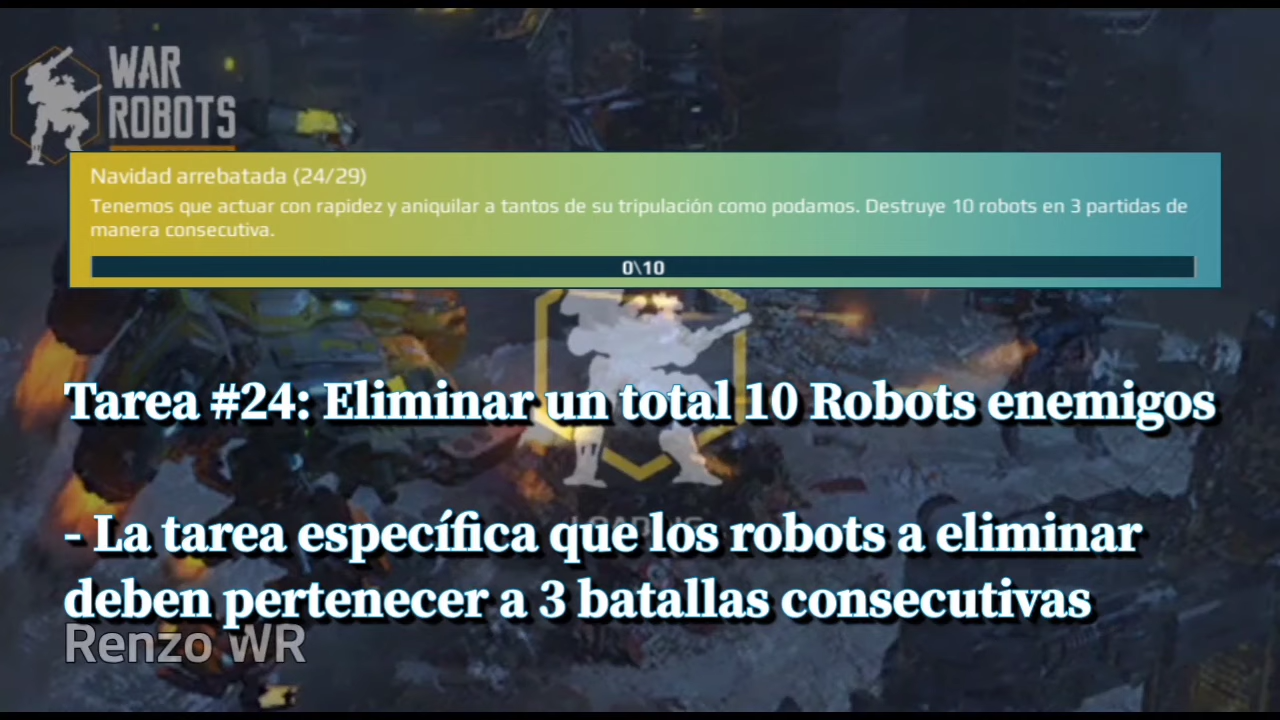 WAR
ROBOTS
Navidad arrebatada (24/29)
Tenemos que actuar con rapidez y aniquilar a tantos de su tripulación como podamos. Destruye 10 robots en 3 partidas de
manera consecutiva.
0\10
Tarea #24: Eliminar un total 10 Robots enemigos
- La tarea específica que los robots a eliminar
deben pertenecer a 3 batallas consecutivas
Renzo WR